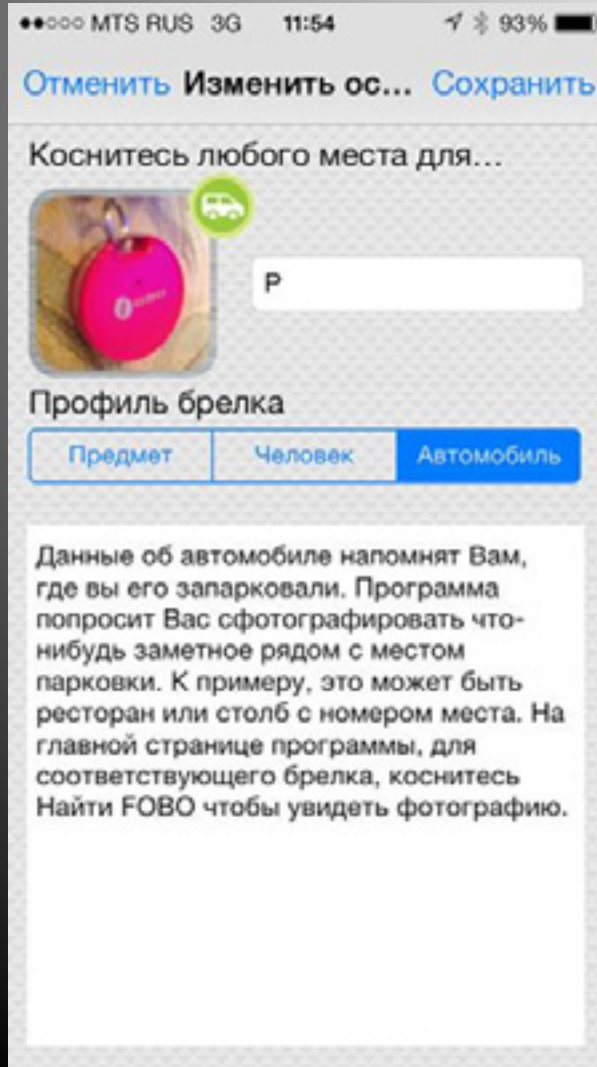 MTS RUS 3G 11:54 93%
Отменить Изменить ос... Сохранить
Коснитесь любого места для...
P
Профиль брелка
Предмет Человек Автомобиль
Данные об автомобиле напомнят Вам,
где вы его запарковали. Программа
попросит Вас сфотографировать что-
нибудь заметное рядом с местом
парковки. К примеру, это может быть
ресторан или столб с номером места. На
главной странице программы, для
соответствующего брелка, коснитесь
Найти FOBO чтобы увидеть фотографию.